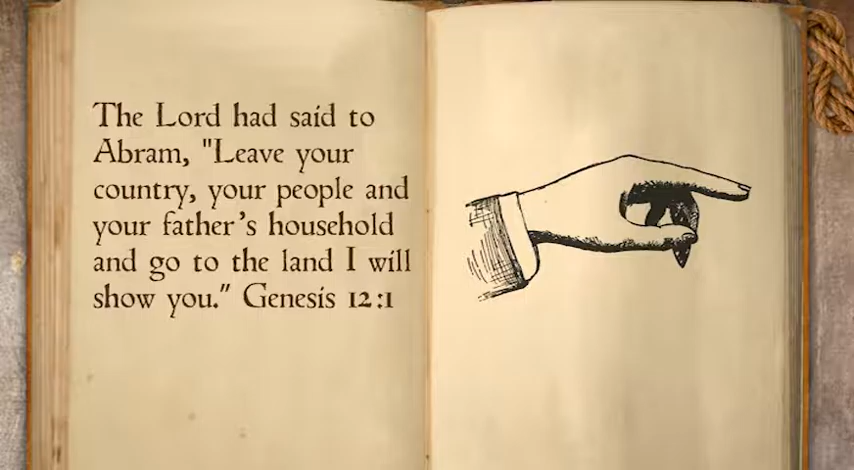 The Lord had said to
Abram, "Leave your
country, your people and
your father's household
and go to the land I will
show you." Genesis 12:1